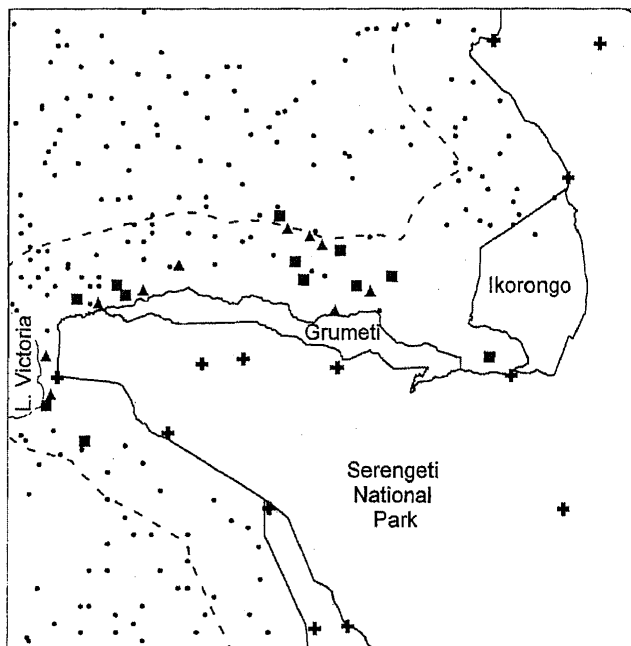 Ikorongo
Grumeti
L. Victoria
Serengeti
National
Park